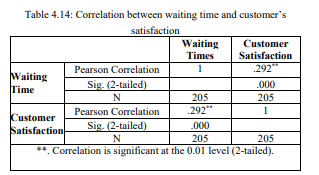 Table 4.14: Correlation between waiting time and customer's
satisfaction
Waiting Times Customer Satisfaction
Waiting Time Pearson Correlation 1 .292**
Sig. (2-tailed) .000
N 205 205
Customer Satisfaction Pearson Correlation .292** 1
Sig. (2-tailed) .000
N 205 205
**. Correlation is significant at the 0.01 level (2-tailed).